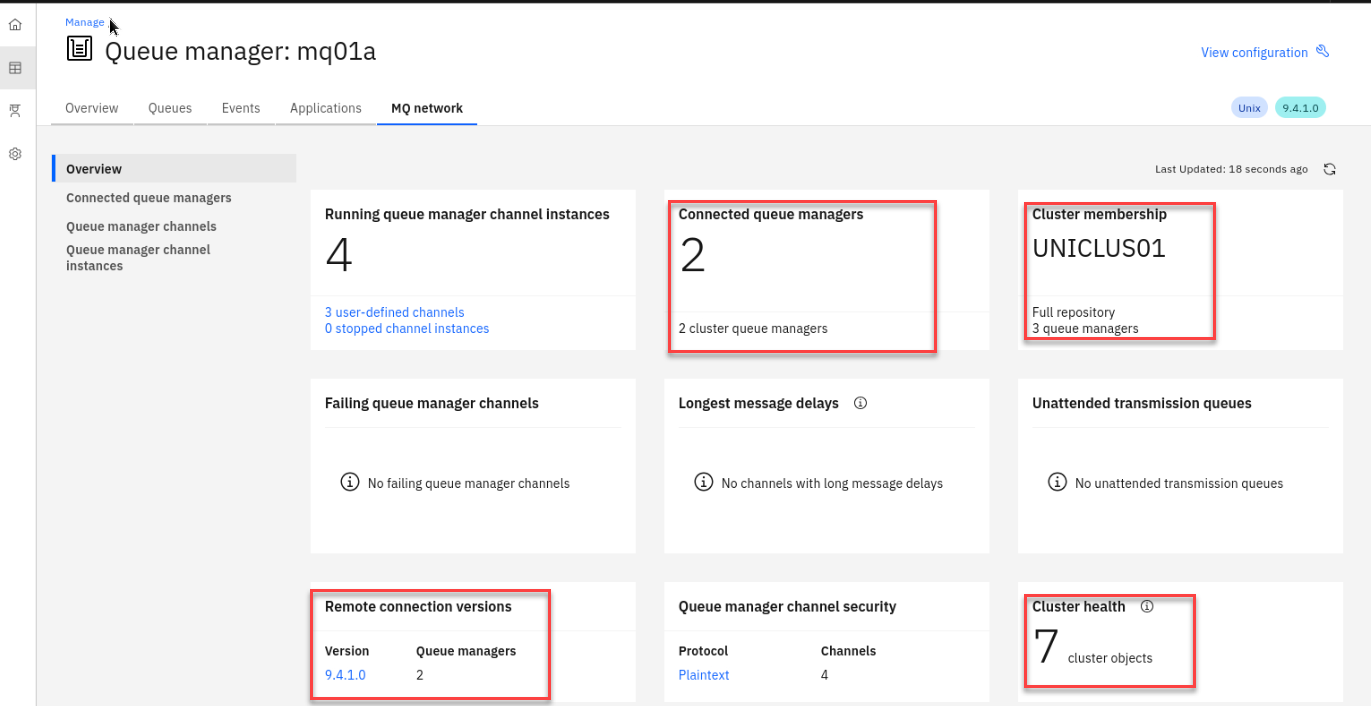 Manage
Queue manager: mq01a
View configuration
Overview
Queues
Events
Applications
MQ network
Unix
9.4.1.0
Overview
Connected queue managers
Queue manager channels
Queue manager channel
instances
Last Updated: 18 seconds ago
Running queue manager channel instances
4
3 user-defined channels
0 stopped channel instances
Connected queue managers
2
2 cluster queue managers
Cluster membership
UNICLUS01
Full repository
3 queue managers
Failing queue manager channels
No failing queue manager channels
Longest message delays
No channels with long message delays
Unattended transmission queues
No unattended transmission queues
Remote connection versions
Version Queue managers
9.4.1.0 2
Queue manager channel security
Protocol Channels
Plaintext 4
Cluster health
7 cluster objects